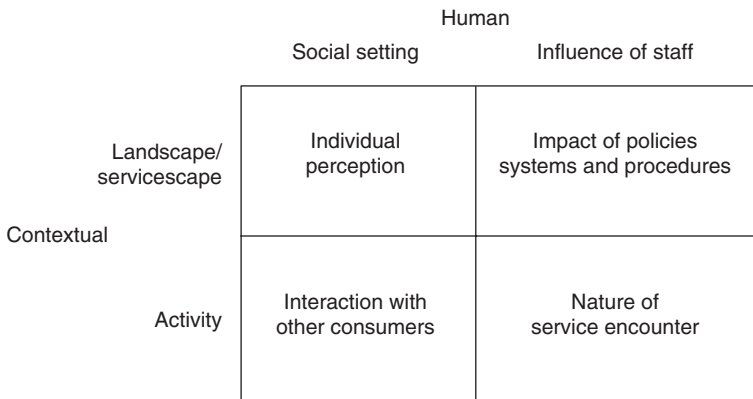 Human
Social setting
Influence of staff
Landscape/
servicescape
Individual
perception
Impact of policies
systems and procedures
Contextual
Activity
Interaction with
other consumers
Nature of
service encounter